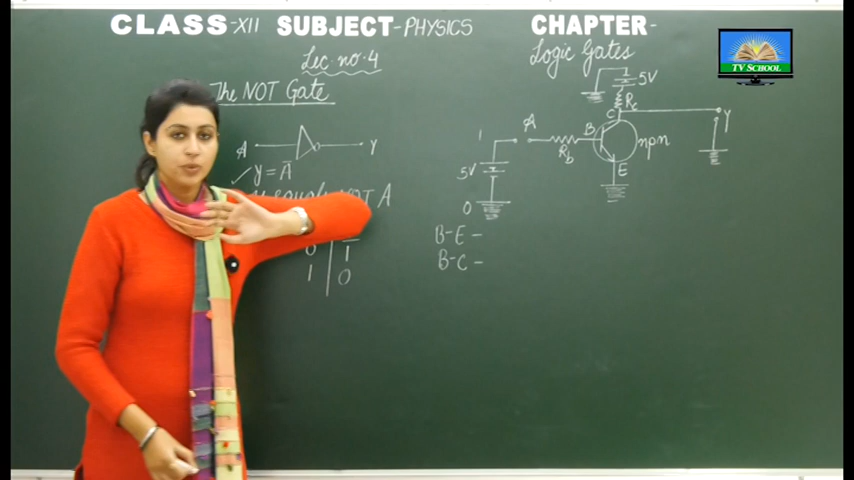 CLASS-XII SUBJECT-PHYSICS CHAPTER-
Lec. no. 4
Logic Gates
TV SCHOOL
The NOT Gate
A Y
y = Ā
NOT A
0 1
1 0
5V
Rc
C
Y
1 A
B
Rb
npn
E
5V
0
B-E -
B-C -